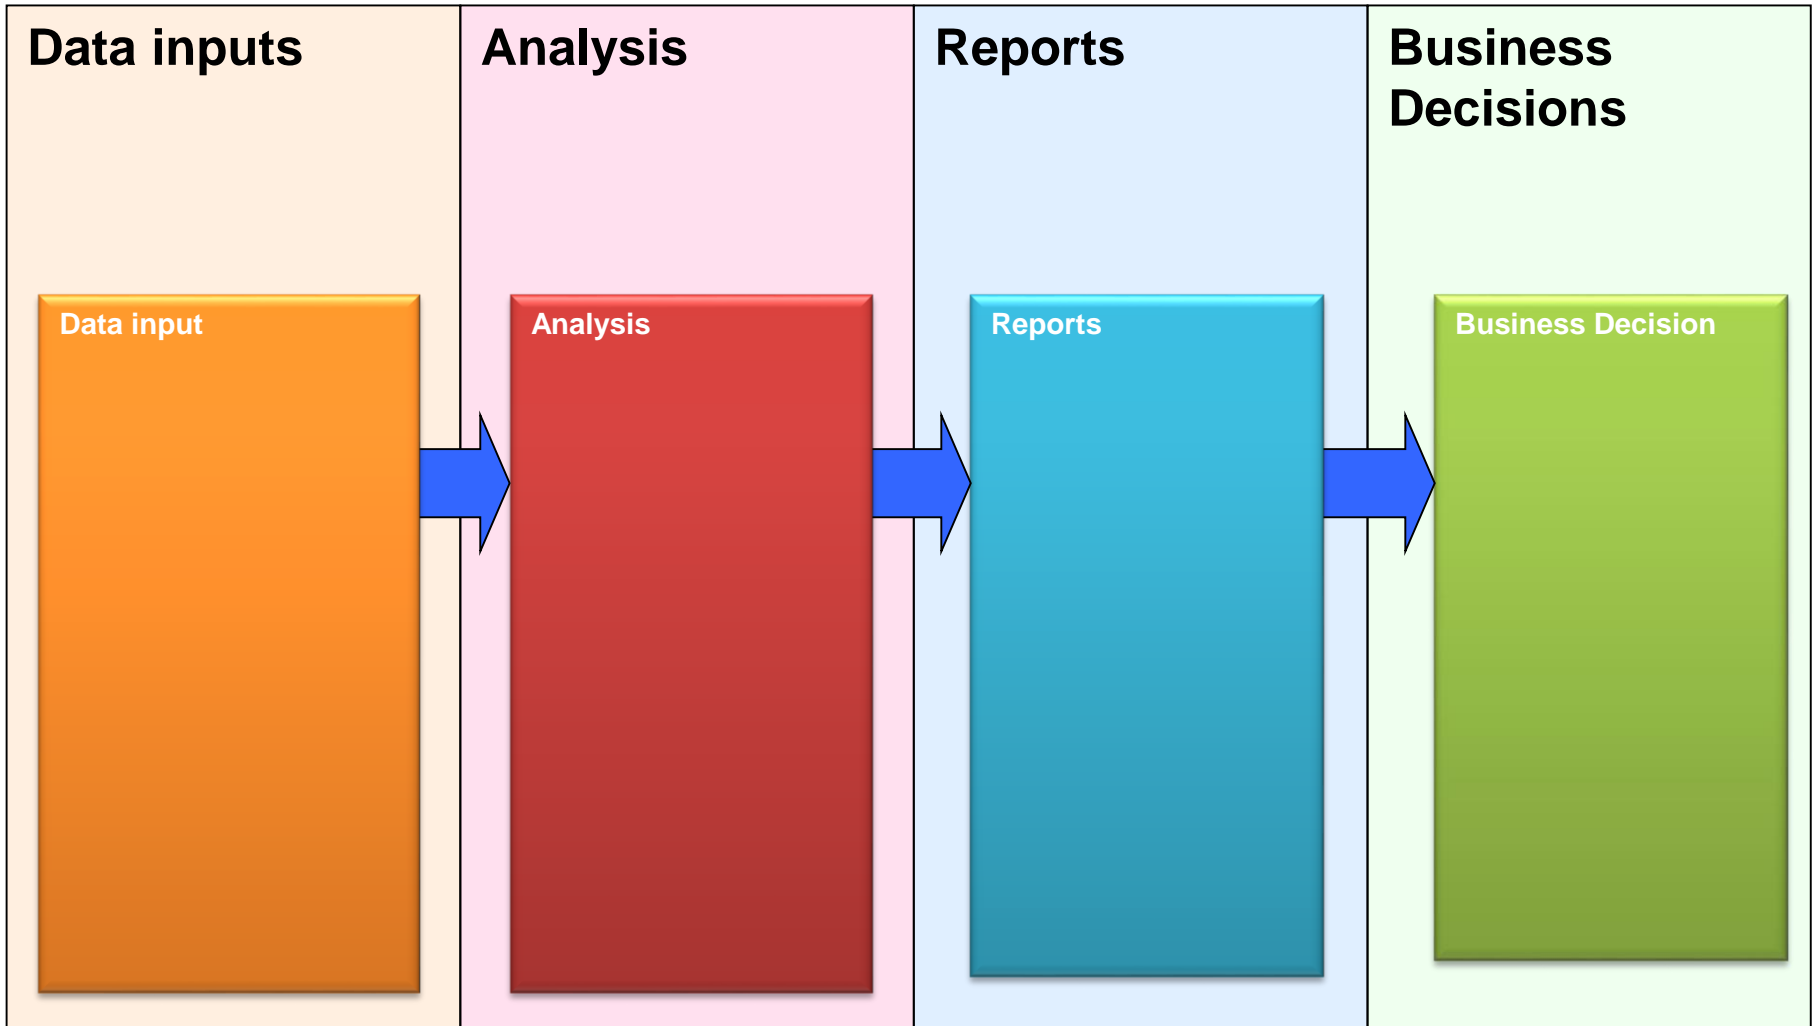 Data inputs
Analysis
Reports
Business
Decisions
Data input
Analysis
Reports
Business Decision